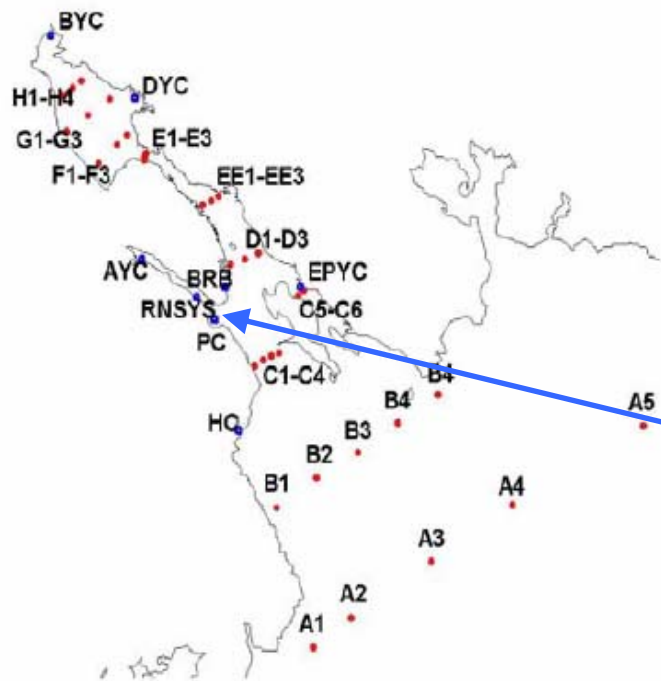 BYC
DYC
H1-H4
G1-G3
E1-E3
F1-F3
EE1-EE3
D1-D3
AYC
BRB
EPYC
RNSYS
C5-C6
PC
C1-C4
B4
B4
A5
HC
B3
B2
A4
B1
A3
A2
A1